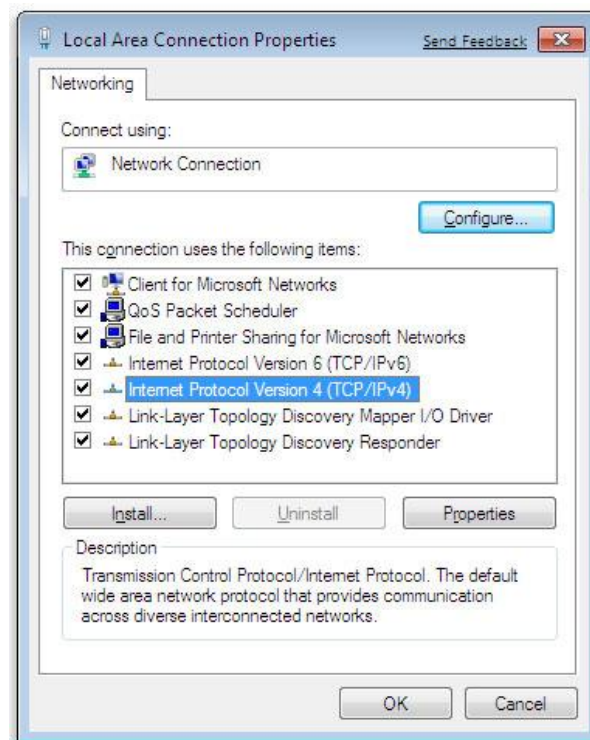 Local Area Connection Properties
Send Feedback
Networking
Connect using:
Network Connection
Configure...
This connection uses the following items:
Client for Microsoft Networks
QoS Packet Scheduler
File and Printer Sharing for Microsoft Networks
Internet Protocol Version 6 (TCP/IPv6)
Internet Protocol Version 4 (TCP/IPv4)
Link-Layer Topology Discovery Mapper I/O Driver
Link-Layer Topology Discovery Responder
Install...
Uninstall
Properties
Description
Transmission Control Protocol/Internet Protocol. The default
wide area network protocol that provides communication
across diverse interconnected networks.
OK
Cancel